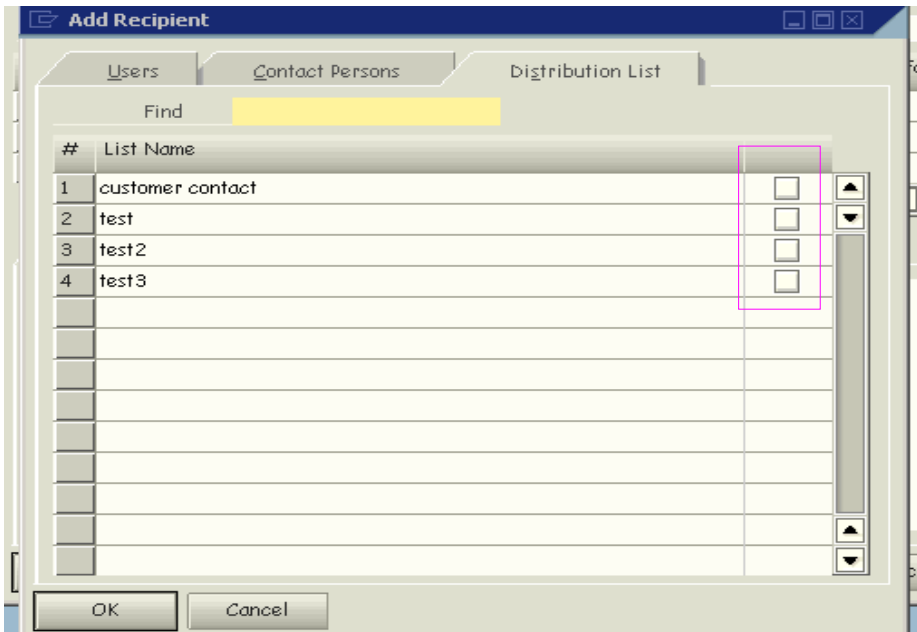 Add Recipient
Users Contact Persons Distribution List
Find
# List Name
1 customer contact
2 test
3 test2
4 test3
OK Cancel